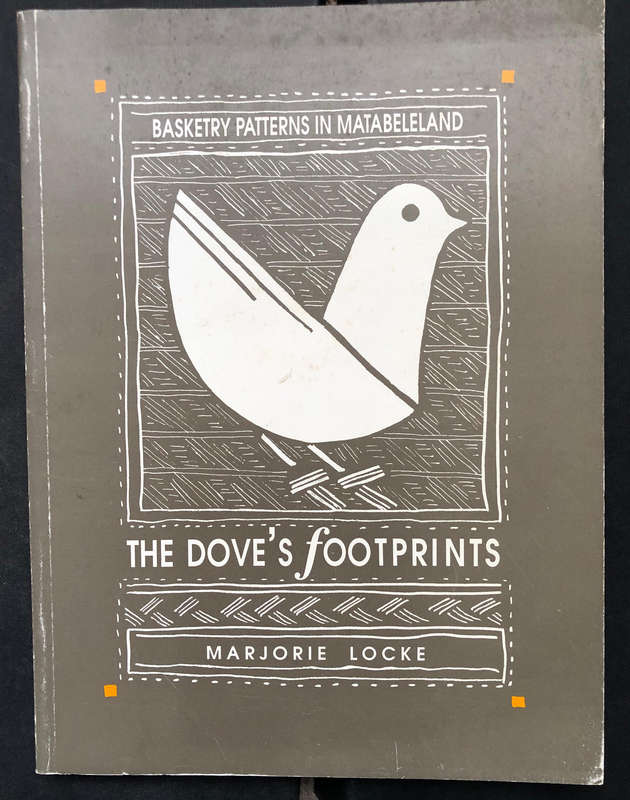 BASKETRY PATTERNS IN MATABELELAND
THE DOVE'S fOOTPRINTS
MARJORIE LOCKE